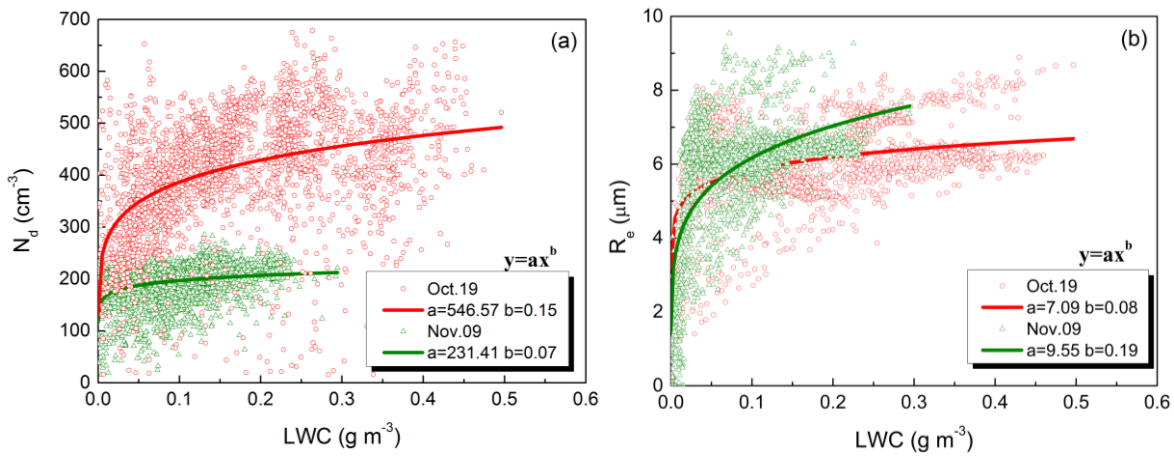 700
600
500
400
300
200
100
0
N_d (cm⁻³)
(a)
y=ax^b
Oct.19
a=546.57 b=0.15
Nov.09
a=231.41 b=0.07
0.0 0.1 0.2 0.3 0.4 0.5 0.6
LWC (g m⁻³)
10
8
6
4
2
0
R_e (μm)
(b)
y=ax^b
Oct.19
a=7.09 b=0.08
Nov.09
a=9.55 b=0.19
0.0 0.1 0.2 0.3 0.4 0.5 0.6
LWC (g m⁻³)